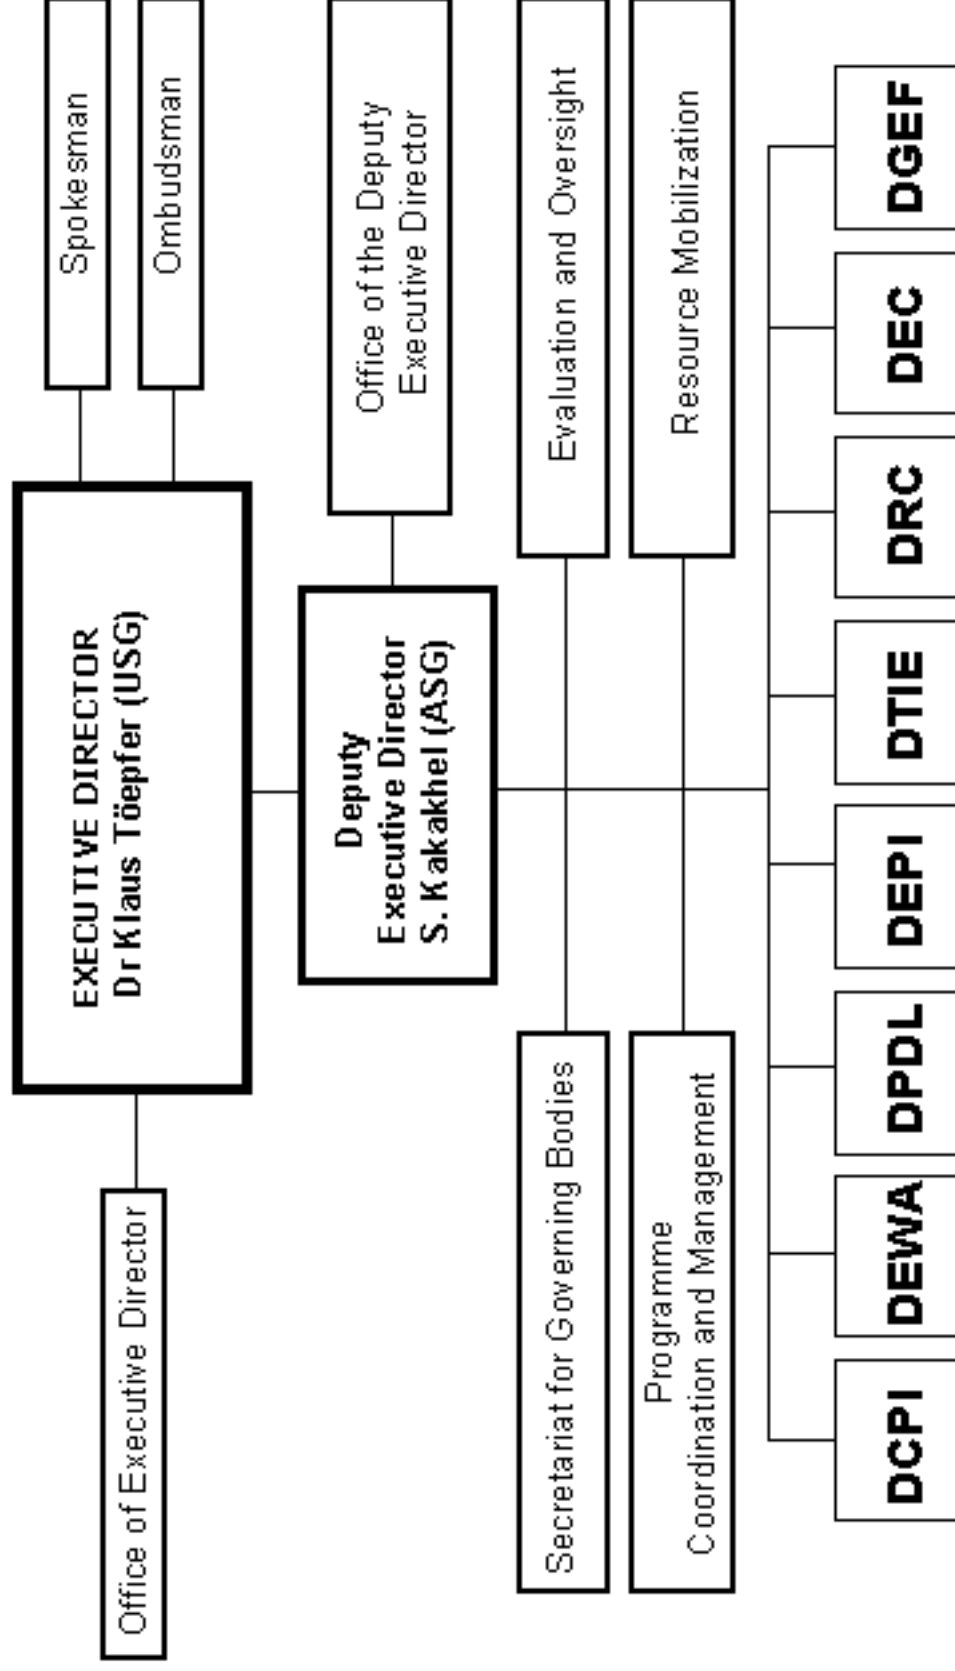 EXECUTIVE DIRECTOR
Dr Klaus Töepfer (USG)
Office of Executive Director
Spokesman
Ombudsman
Deputy
Executive Director
S. Kakakhel (ASG)
Office of the Deputy
Executive Director
Secretariat for Governing Bodies
Evaluation and Oversight
Programme
Coordination and Management
Resource Mobilization
DCPI
DEWA
DPDL
DEPI
DTIE
DRC
DEC
DGEF